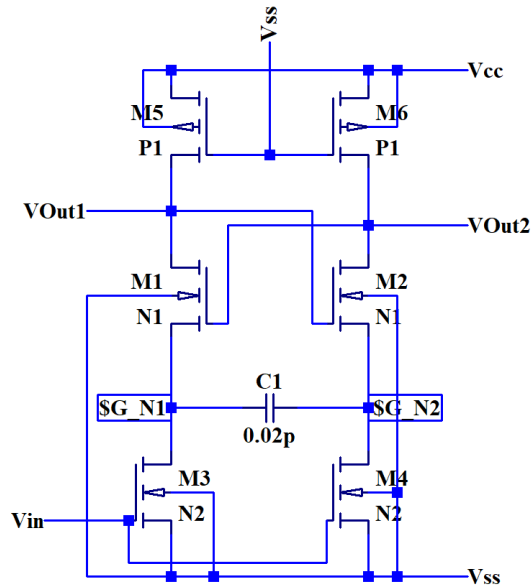 Vss
Vcc
M5
M6
P1
P1
VOut1
VOut2
M1
M2
N1
N1
$G_N1
C1
$G_N2
0.02p
M3
M4
Vin
N2
N2
Vss